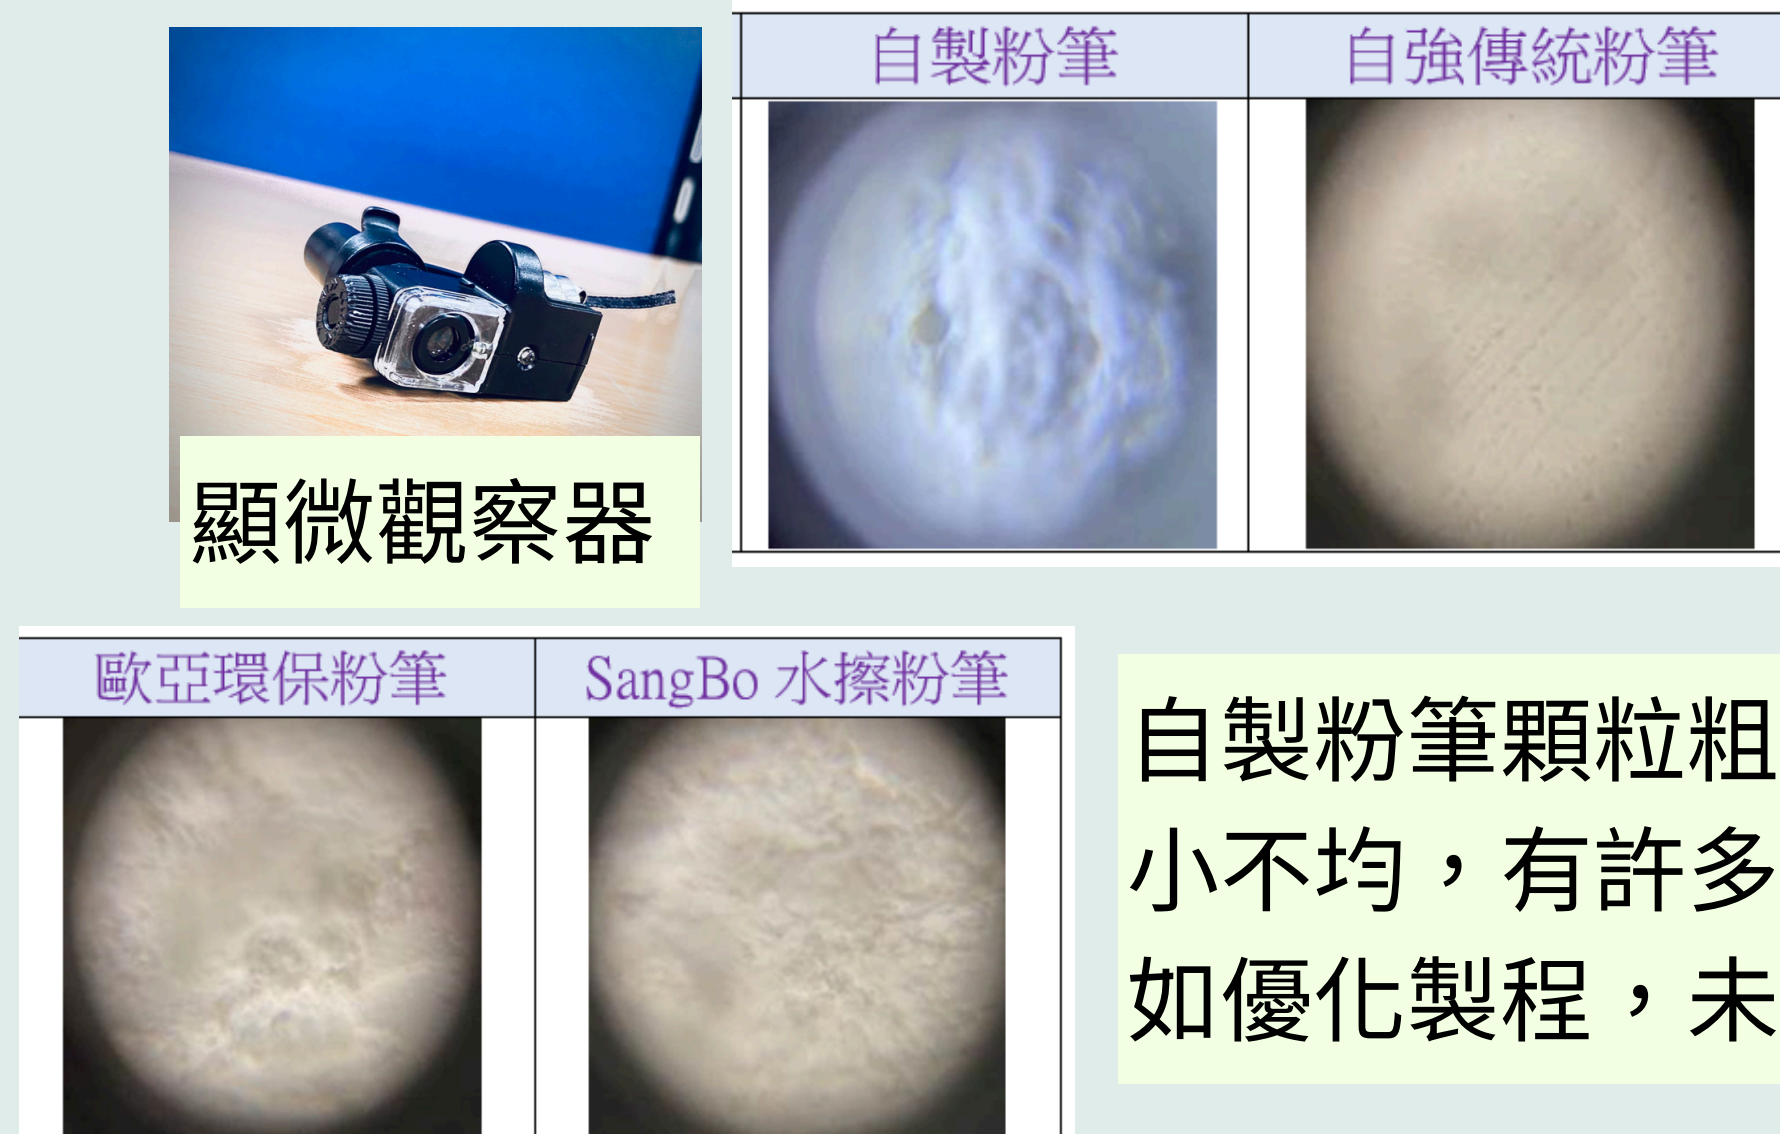 自製粉筆
自強傳統粉筆
顯微觀察器
歐亞環保粉筆
SangBo 水擦粉筆
自製粉筆顆粒粗
小不均，有許多
如優化製程，未